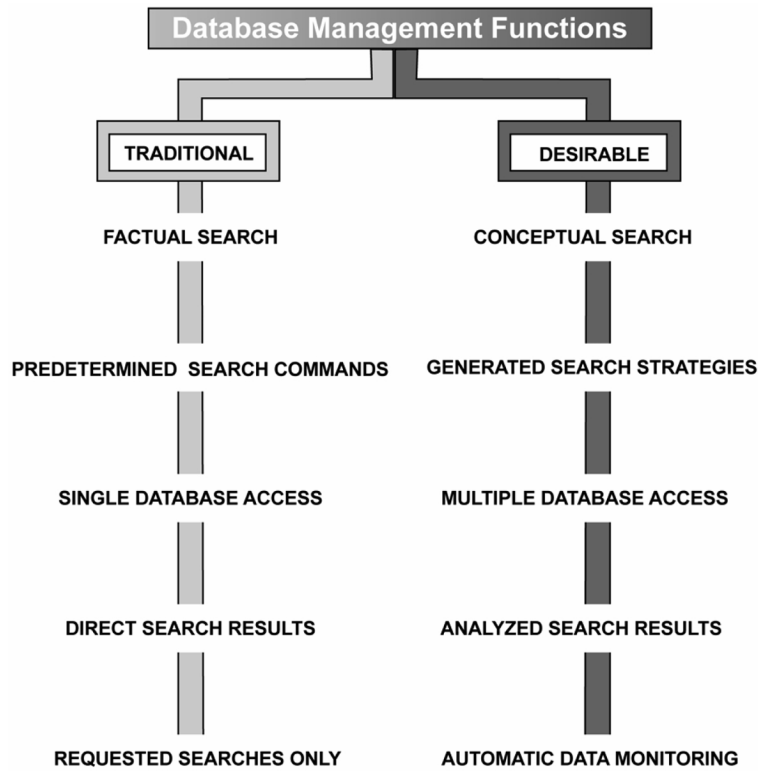 Database Management Functions
TRADITIONAL
FACTUAL SEARCH
PREDETERMINED SEARCH COMMANDS
SINGLE DATABASE ACCESS
DIRECT SEARCH RESULTS
REQUESTED SEARCHES ONLY
DESIRABLE
CONCEPTUAL SEARCH
GENERATED SEARCH STRATEGIES
MULTIPLE DATABASE ACCESS
ANALYZED SEARCH RESULTS
AUTOMATIC DATA MONITORING